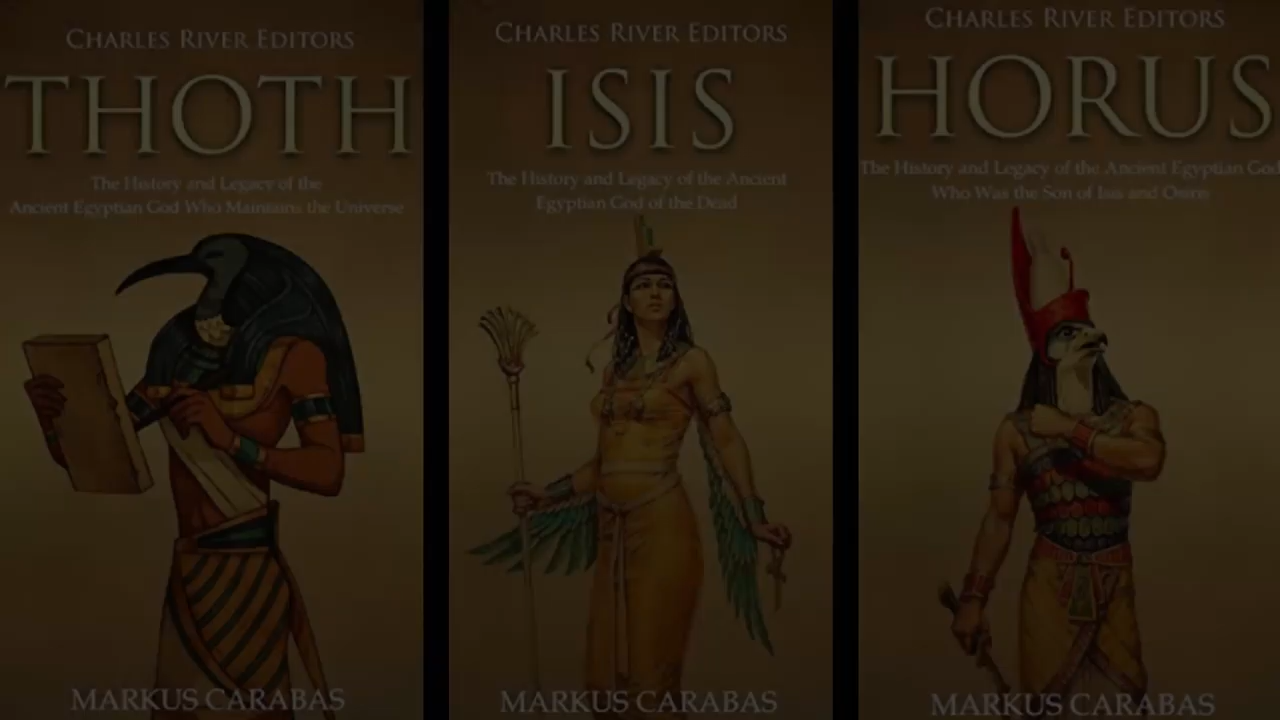 CHARLES RIVER EDITORS
THOTH
The History and Legacy of the
Ancient Egyptian God Who Maintains the Universe
MARKUS CARABAS
CHARLES RIVER EDITORS
ISIS
The History and Legacy of the Ancient
Egyptian God of the Dead
MARKUS CARABAS
CHARLES RIVER EDITORS
HORUS
The History and Legacy of the Ancient Egyptian God
Who Was the Son of Isis and Osiris
MARKUS CARABAS